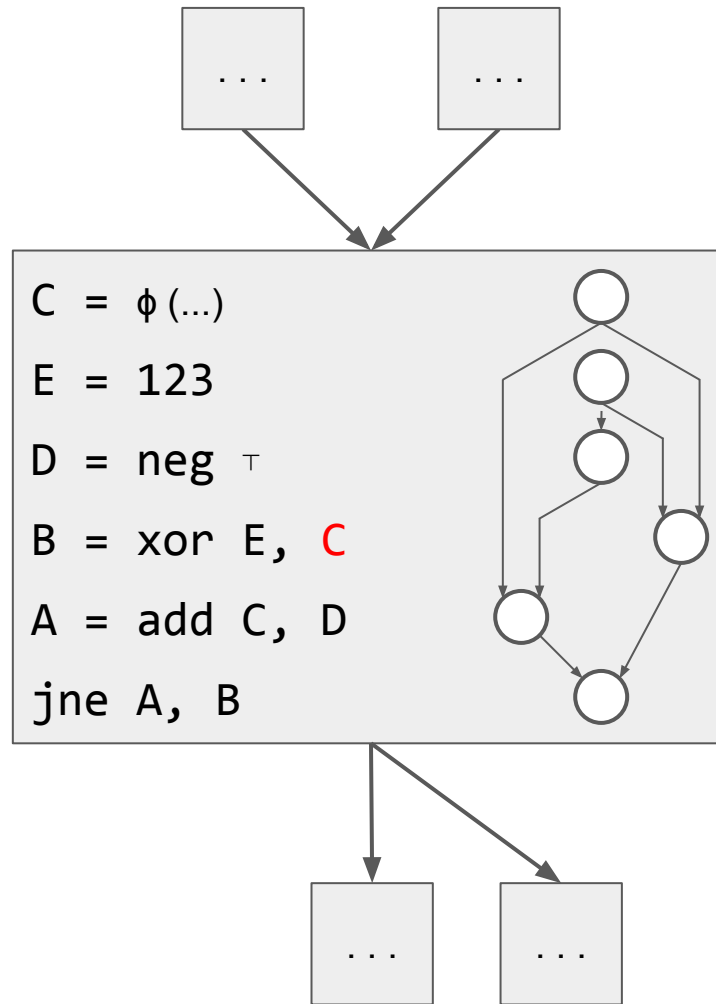 ...
...
C = ϕ(...)
E = 123
D = neg ⊤
B = xor E, C
A = add C, D
jne A, B
...
...